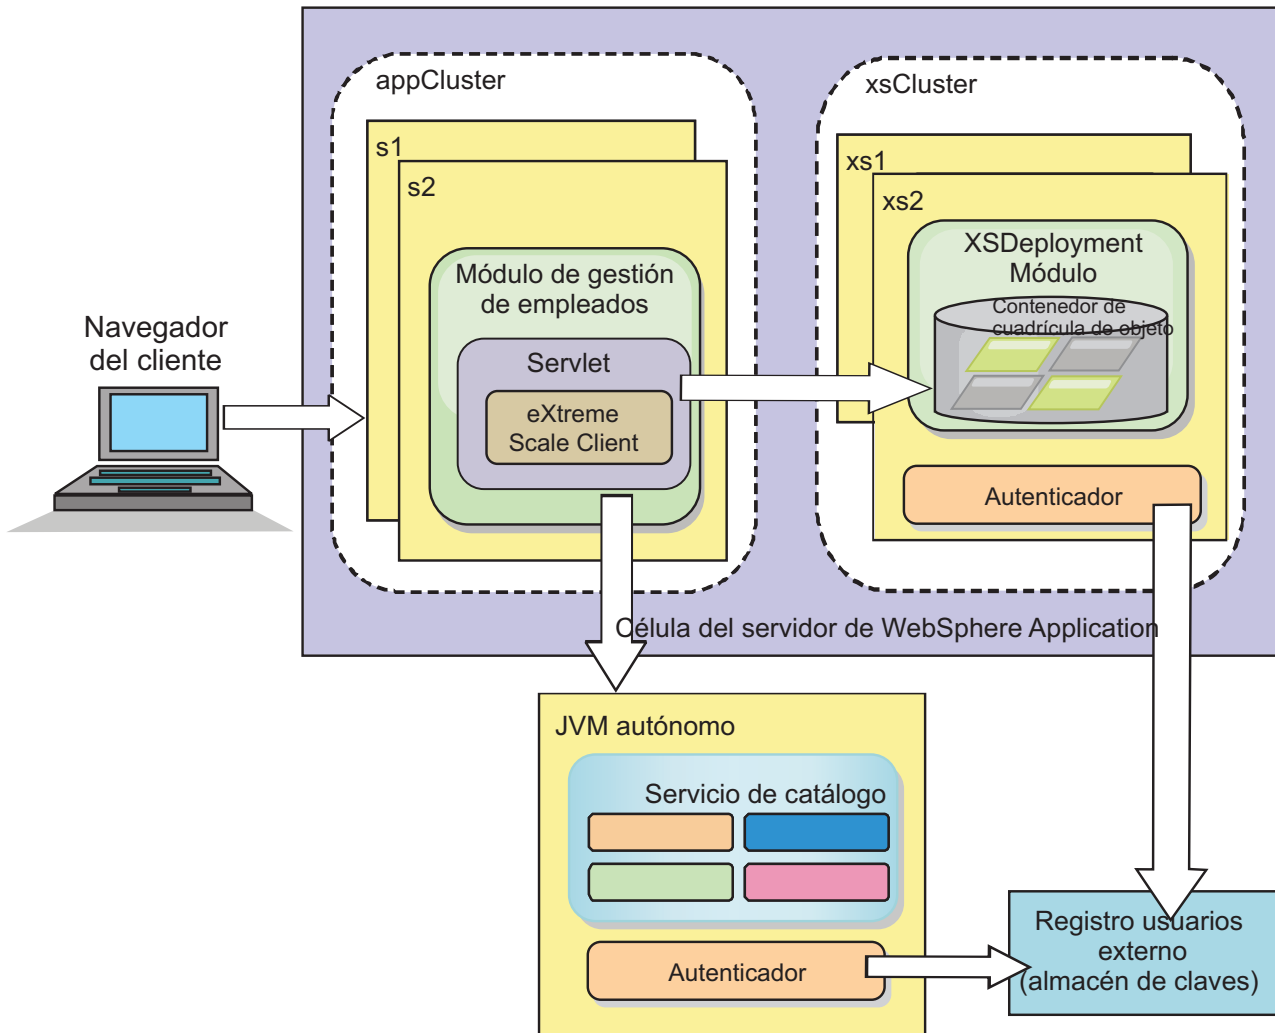 appCluster
xsCluster
s1
s2
xs1
xs2
Módulo de gestión
de empleados
Servlet
eXtreme
Scale Client
XSDeployment
Módulo
Contenedor de
cuadrícula de objeto
Autenticador
Navegador
del cliente
Célula del servidor de WebSphere Application
JVM autónomo
Servicio de catálogo
Autenticador
Registro usuarios
externo
(almacén de claves)